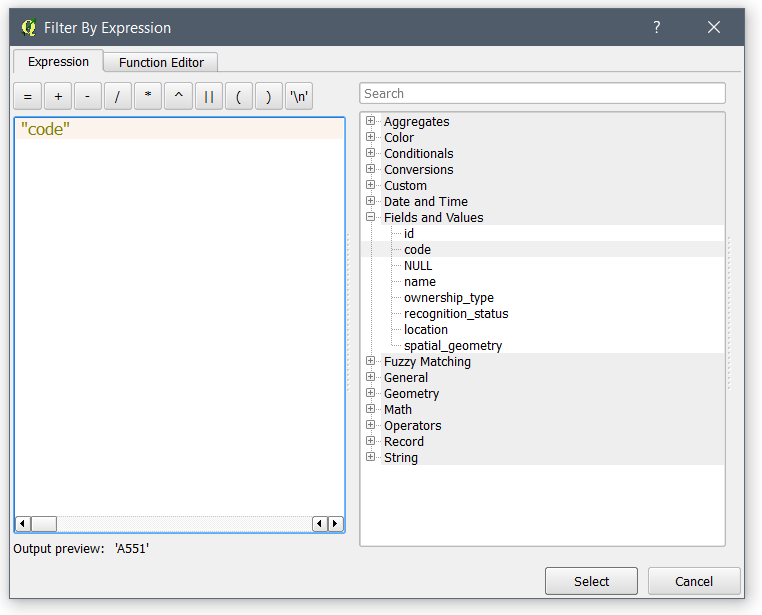 Filter By Expression
?
Expression
Function Editor
= + - / * ^ || ( ) '\n'
"code"
Output preview: 'A551'
Search
Aggregates
Color
Conditionals
Conversions
Custom
Date and Time
Fields and Values
id
code
NULL
name
ownership_type
recognition_status
location
spatial_geometry
Fuzzy Matching
General
Geometry
Math
Operators
Record
String
Select
Cancel